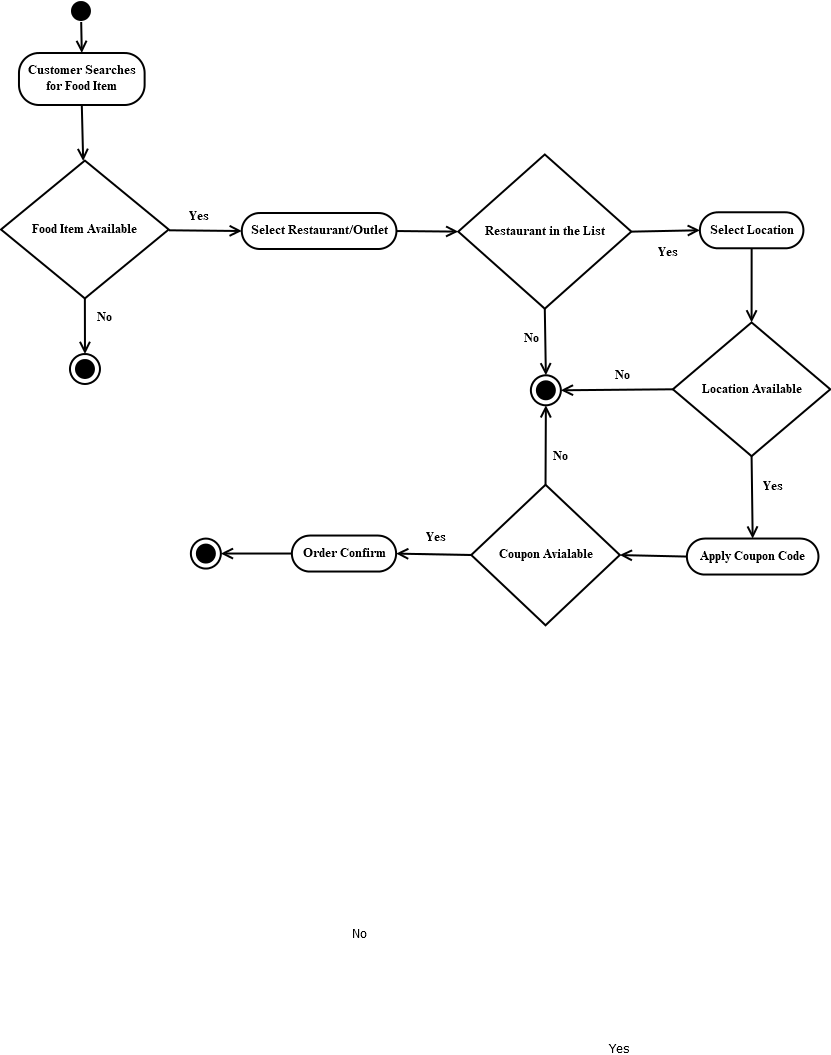 Customer Searches
for Food Item
Food Item Available
Yes
No
Select Restaurant/Outlet
Restaurant in the List
Yes
No
Select Location
Location Available
No
Yes
Apply Coupon Code
Coupon Avialable
No
Yes
Order Confirm
No
Yes